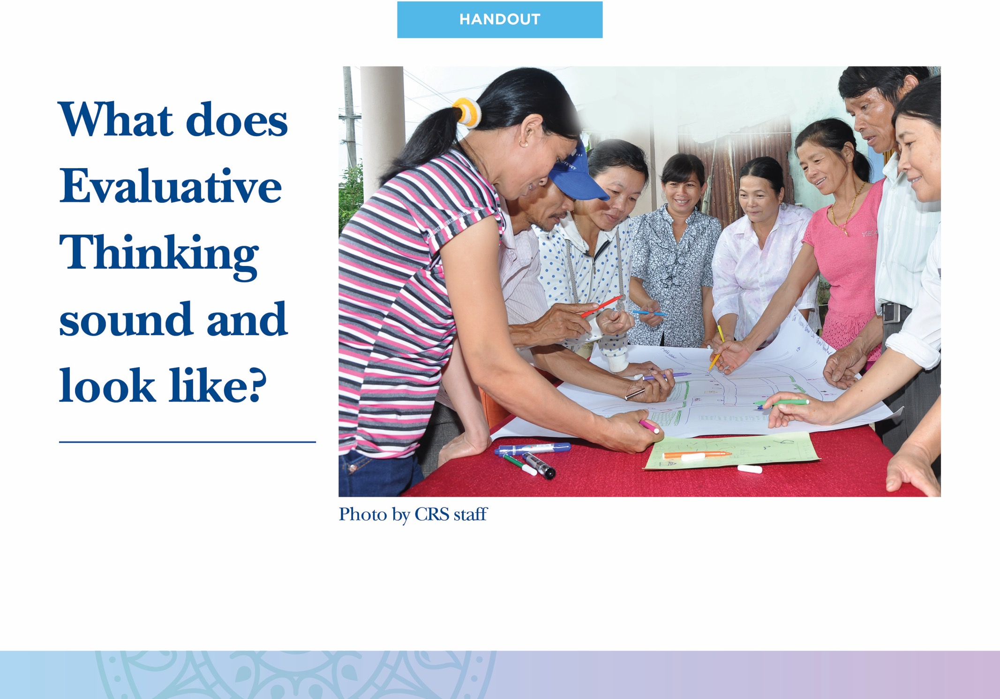 HANDOUT
What does
Evaluative
Thinking
sound and
look like?
Photo by CRS staff